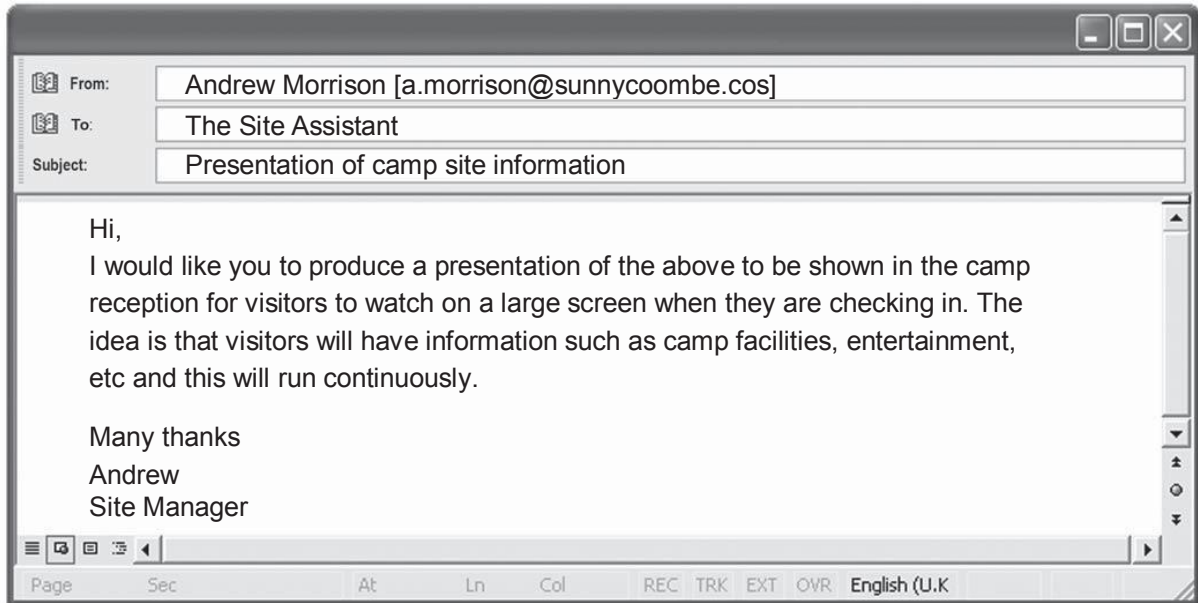 From: Andrew Morrison [a.morrison@sunnycoombe.cos]
To: The Site Assistant
Subject: Presentation of camp site information
Hi,
I would like you to produce a presentation of the above to be shown in the camp
reception for visitors to watch on a large screen when they are checking in. The
idea is that visitors will have information such as camp facilities, entertainment,
etc and this will run continuously.
Many thanks
Andrew
Site Manager
Page Sec At Ln Col REC TRK EXT OVR English (U.K